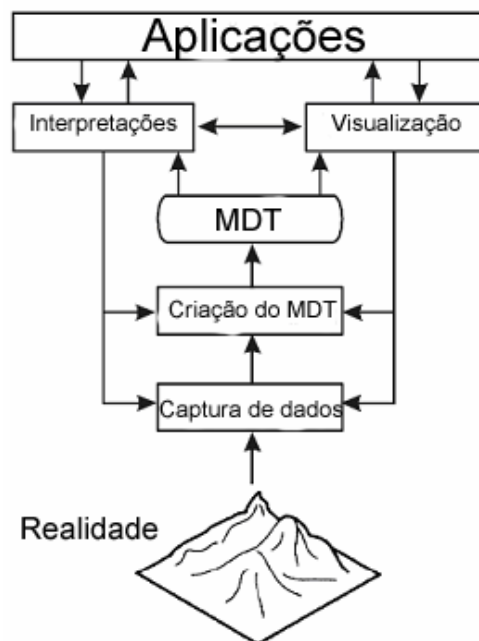 Aplicações
Interpretações
Visualização
MDT
Criação do MDT
Captura de dados
Realidade